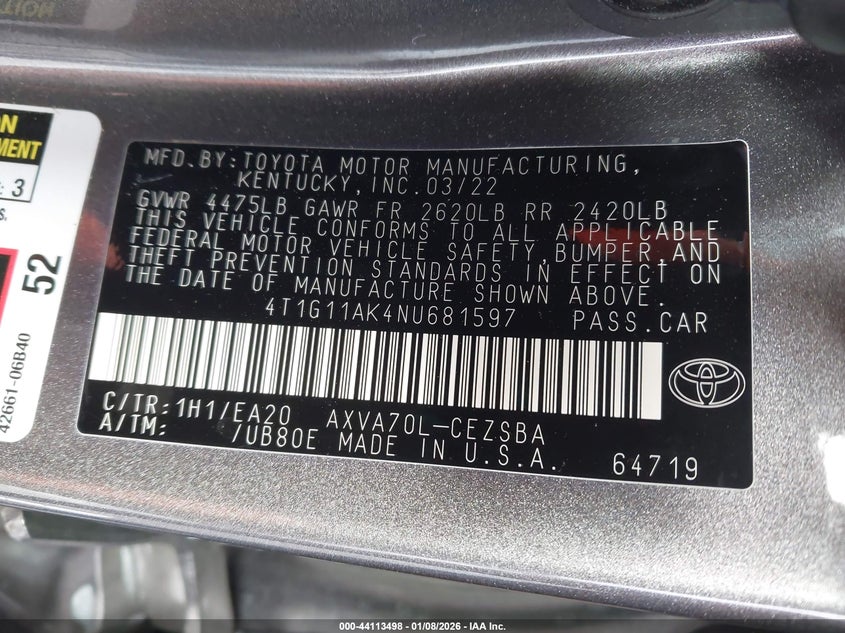 ON
MENT
: 3
s.
52
42661-06B40
MFD.BY:TOYOTA MOTOR MANUFACTURING,
KENTUCKY,INC.03/22
GVWR 4475LB GAWR FR 2620LB RR 2420LB
THIS VEHICLE CONFORMS TO ALL APPLICABLE
FEDERAL MOTOR VEHICLE SAFETY,BUMPER,AND
THEFT PREVENTION STANDARDS IN EFFECT ON
THE DATE OF MANUFACTURE SHOWN ABOVE.
4T1G11AK4NU681597 PASS.CAR
C/TR:1H1/EA20 AXVA70L-CEZSBA
A/TM: /UB80E MADE IN U.S.A. 64719
000-44113498 - 01/08/2026 - IAA Inc.